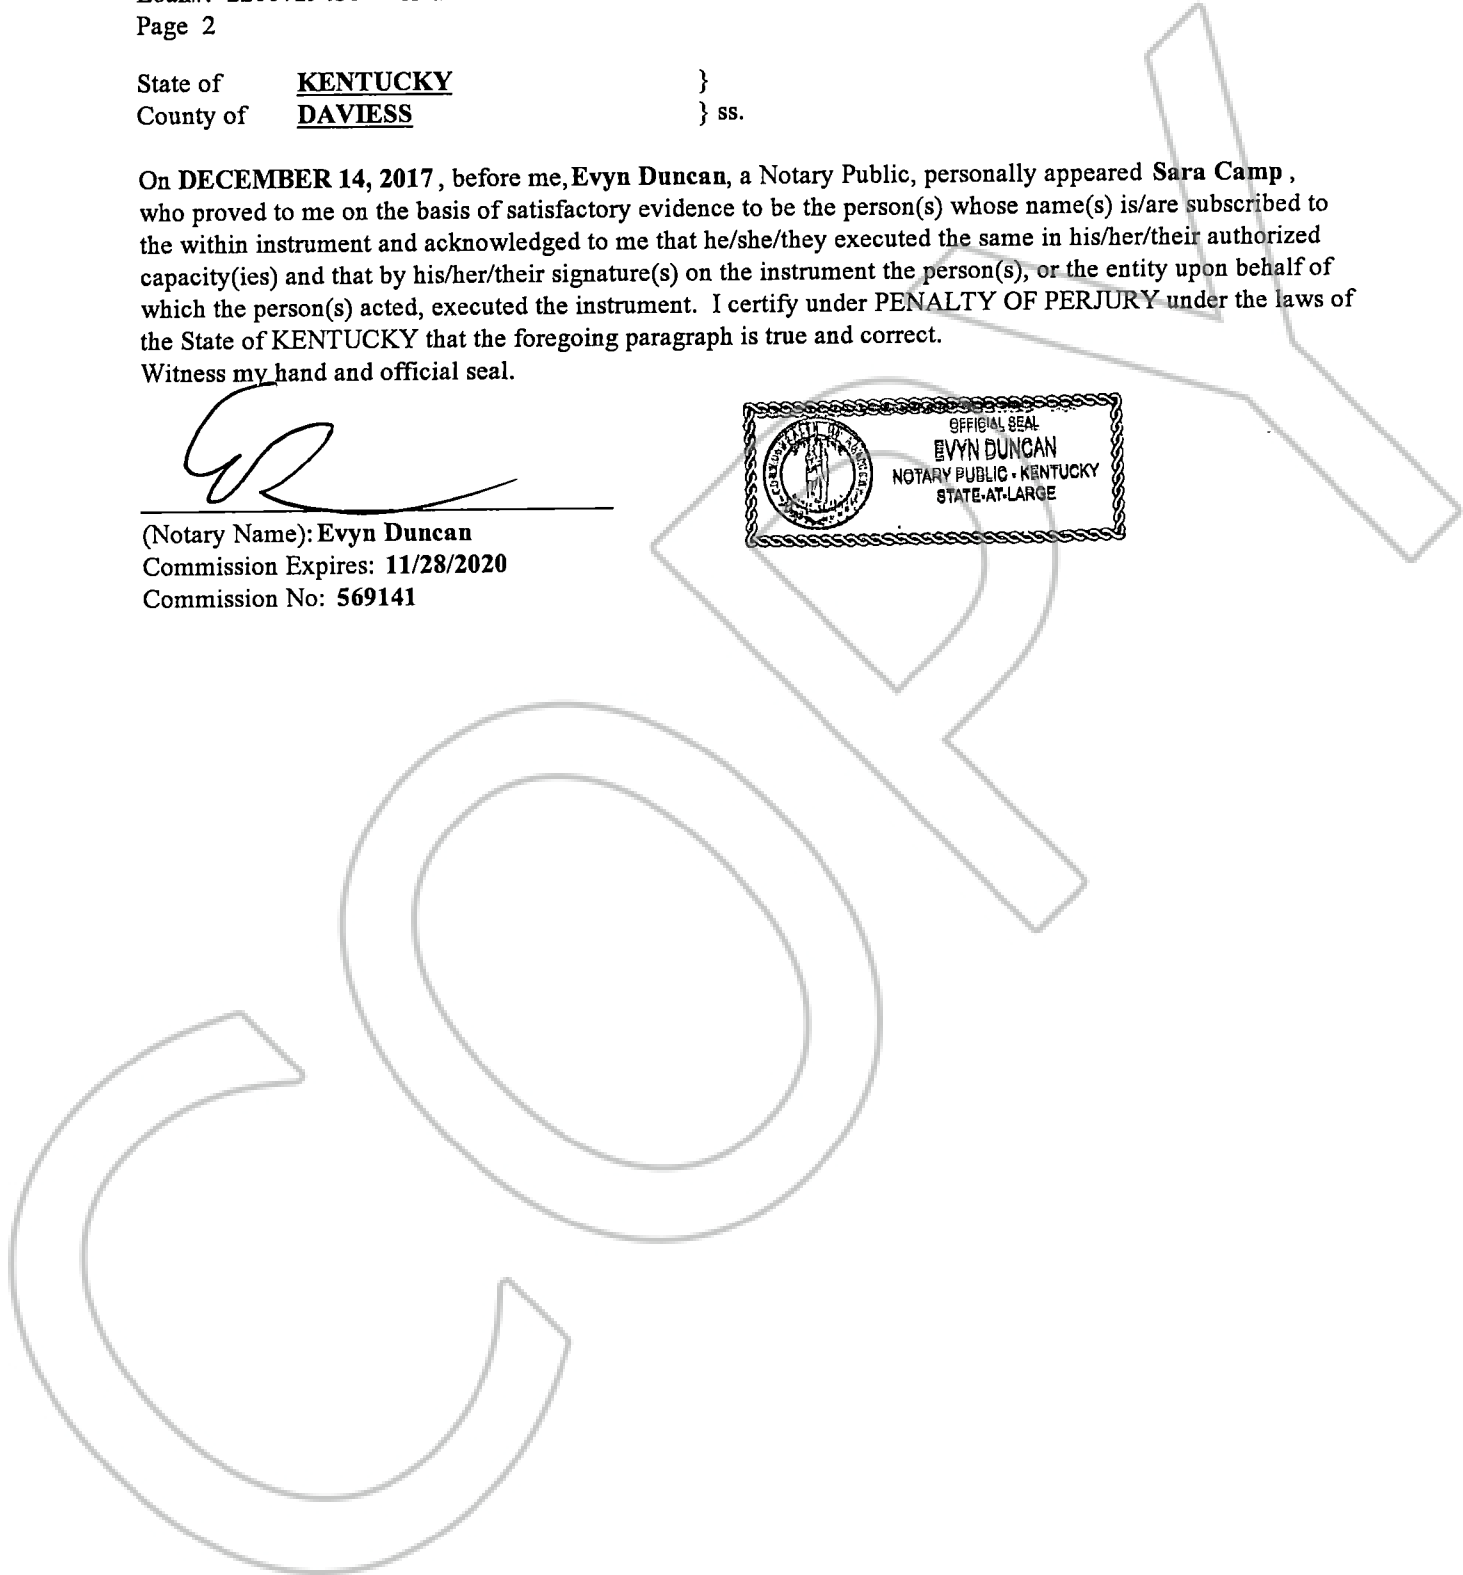 Page 2
State of KENTUCKY }
County of DAVIESS } ss.
On DECEMBER 14, 2017, before me, Evyn Duncan, a Notary Public, personally appeared Sara Camp ,
who proved to me on the basis of satisfactory evidence to be the person(s) whose name(s) is/are subscribed to
the within instrument and acknowledged to me that he/she/they executed the same in his/her/their authorized
capacity(ies) and that by his/her/their signature(s) on the instrument the person(s), or the entity upon behalf of
which the person(s) acted, executed the instrument. I certify under PENALTY OF PERJURY under the laws of
the State of KENTUCKY that the foregoing paragraph is true and correct.
Witness my hand and official seal.
OFFICIAL SEAL
EVYN DUNCAN
NOTARY PUBLIC - KENTUCKY
STATE-AT-LARGE
(Notary Name): Evyn Duncan
Commission Expires: 11/28/2020
Commission No: 569141
COPY